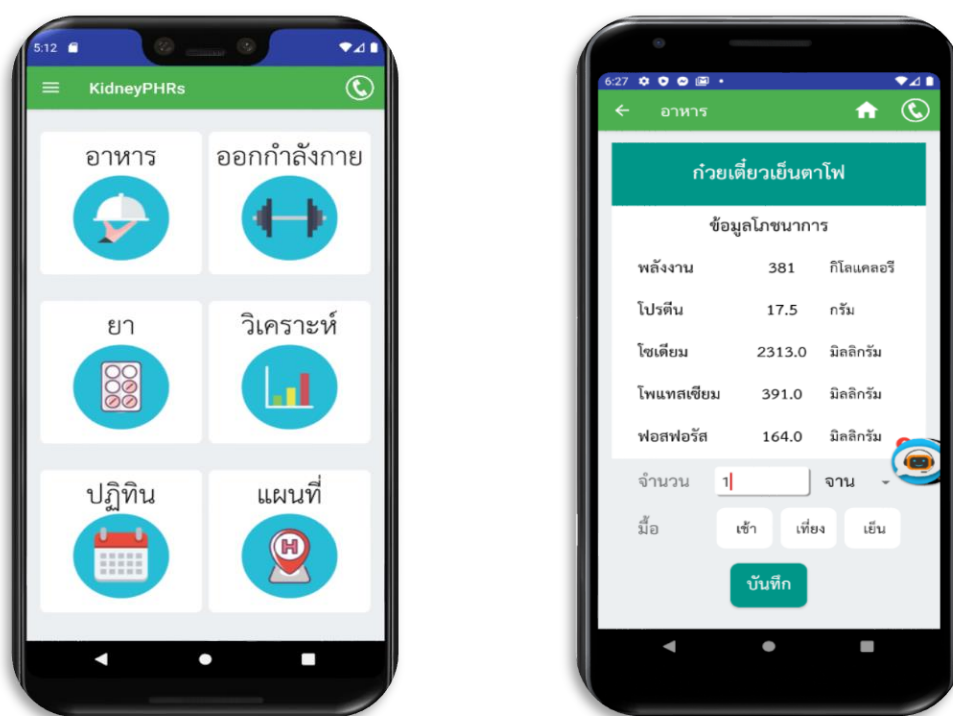 5:12
KidneyPHRs
อาหาร
ออกกำลังกาย
ยา
วิเคราะห์
ปฏิทิน
แผนที่
H
6:27
อาหาร
ก๋วยเตี๋ยวเย็นตาโฟ
ข้อมูลโภชนาการ
พลังงาน 381 กิโลแคลอรี
โปรตีน 17.5 กรัม
โซเดียม 2313.0 มิลลิกรัม
โพแทสเซียม 391.0 มิลลิกรัม
ฟอสฟอรัส 164.0 มิลลิกรัม
จำนวน 1 จาน
มื้อ เช้า เที่ยง เย็น
บันทึก